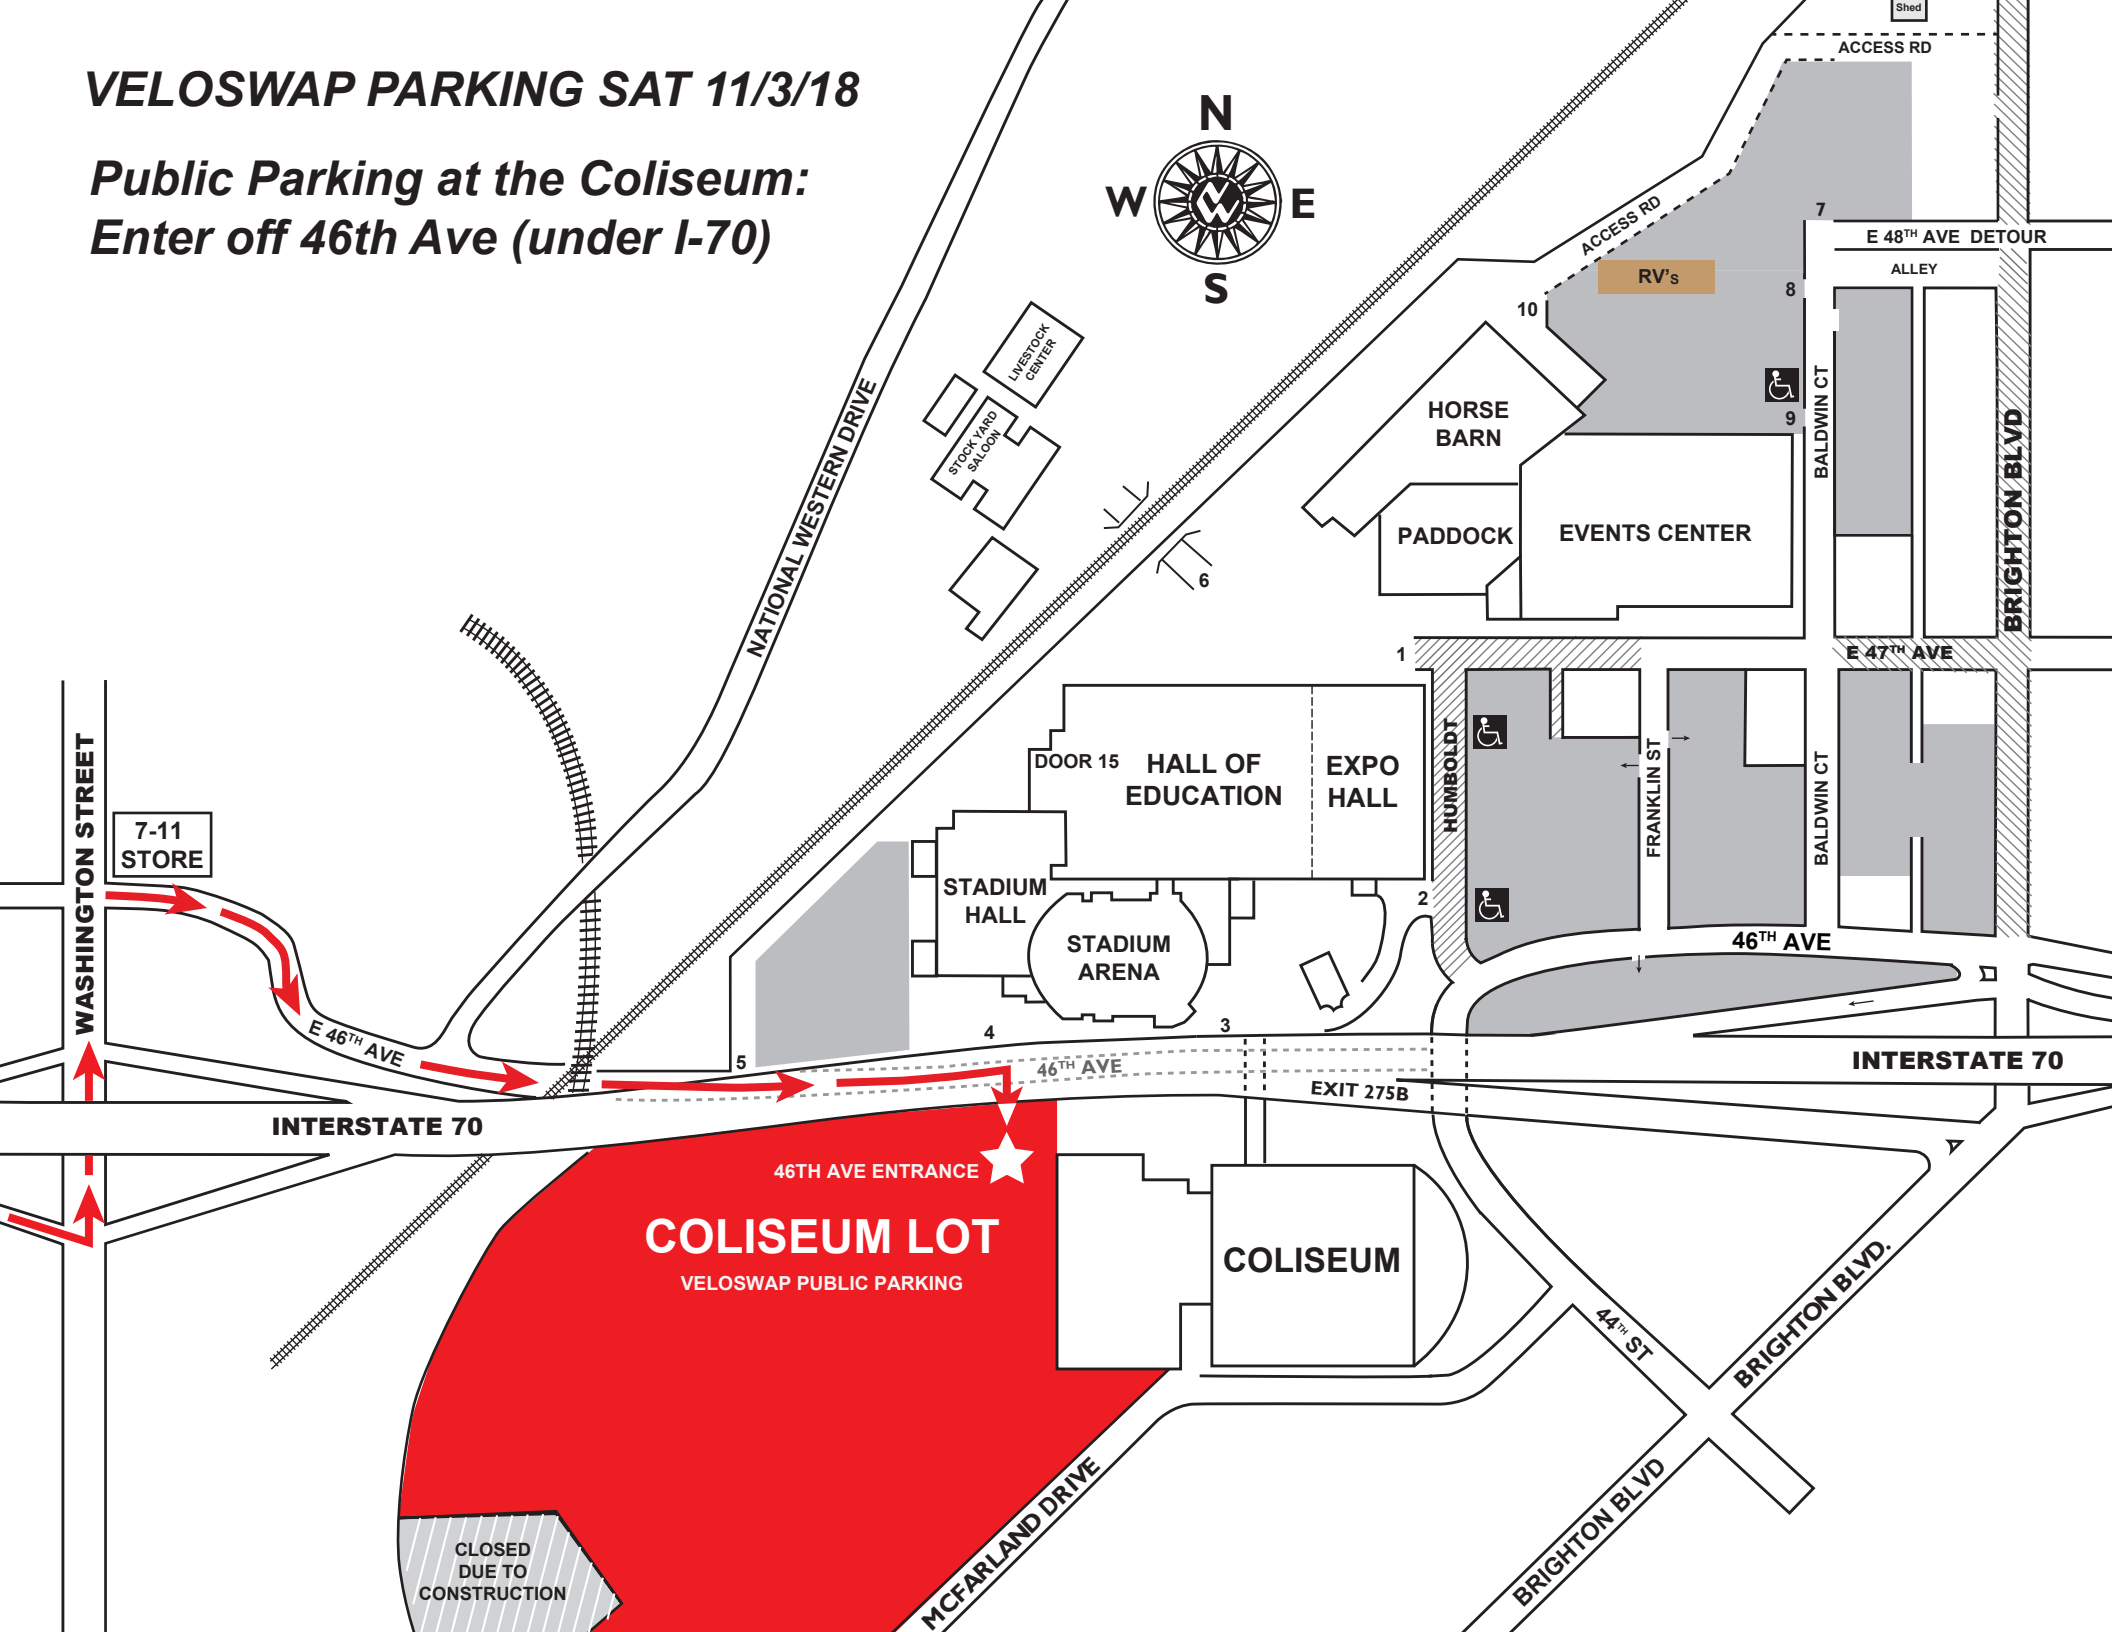 Shed
ACCESS RD
VELOSWAP PARKING SAT 11/3/18
Public Parking at the Coliseum:
Enter off 46th Ave (under I-70)
N
W
E
S
ACCESS RD
7
E 48TH AVE DETOUR
ALLEY
RV'S
8
10
9
LIVESTOCK
CENTER
STOCK YARD
SALOON
NATIONAL WESTERN DRIVE
HORSE
BARN
PADDOCK
EVENTS CENTER
BALDWIN CT
BRIGHTON BLVD
6
1
E 47TH AVE
WASHINGTON STREET
7-11
STORE
DOOR 15
HALL OF
EDUCATION
EXPO
HALL
HUMBOLDT
FRANKLIN ST
BALDWIN CT
STADIUM
HALL
2
STADIUM
ARENA
46TH AVE
E 46TH AVE
5
4
3
46TH AVE
EXIT 275B
INTERSTATE 70
INTERSTATE 70
46TH AVE ENTRANCE
COLISEUM LOT
VELOSWAP PUBLIC PARKING
COLISEUM
44TH ST
BRIGHTON BLVD.
BRIGHTON BLVD
MCFARLAND DRIVE
CLOSED
DUE TO
CONSTRUCTION